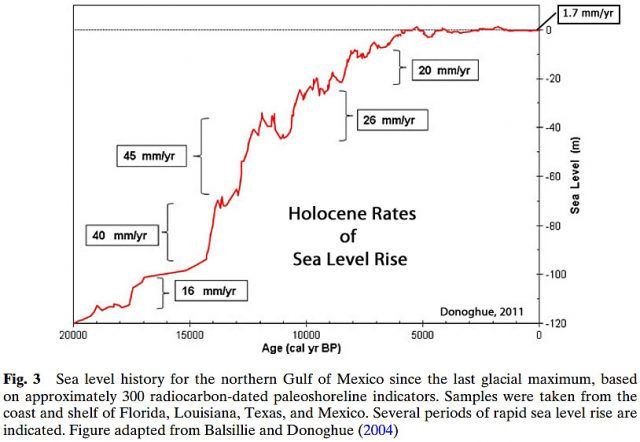 1.7 mm/yr
0
20 mm/yr
-20
26 mm/yr
-40
45 mm/yr
-60
Sea Level (m)
Holocene Rates
of
Sea Level Rise
-80
40 mm/yr
-100
16 mm/yr
Donoghue, 2011
-120
20000 15000 10000 5000 0
Age (cal yr BP)
Fig. 3 Sea level history for the northern Gulf of Mexico since the last glacial maximum, based
on approximately 300 radiocarbon-dated paleoshoreline indicators. Samples were taken from the
coast and shelf of Florida, Louisiana, Texas, and Mexico. Several periods of rapid sea level rise are
indicated. Figure adapted from Balsillie and Donoghue (2004)